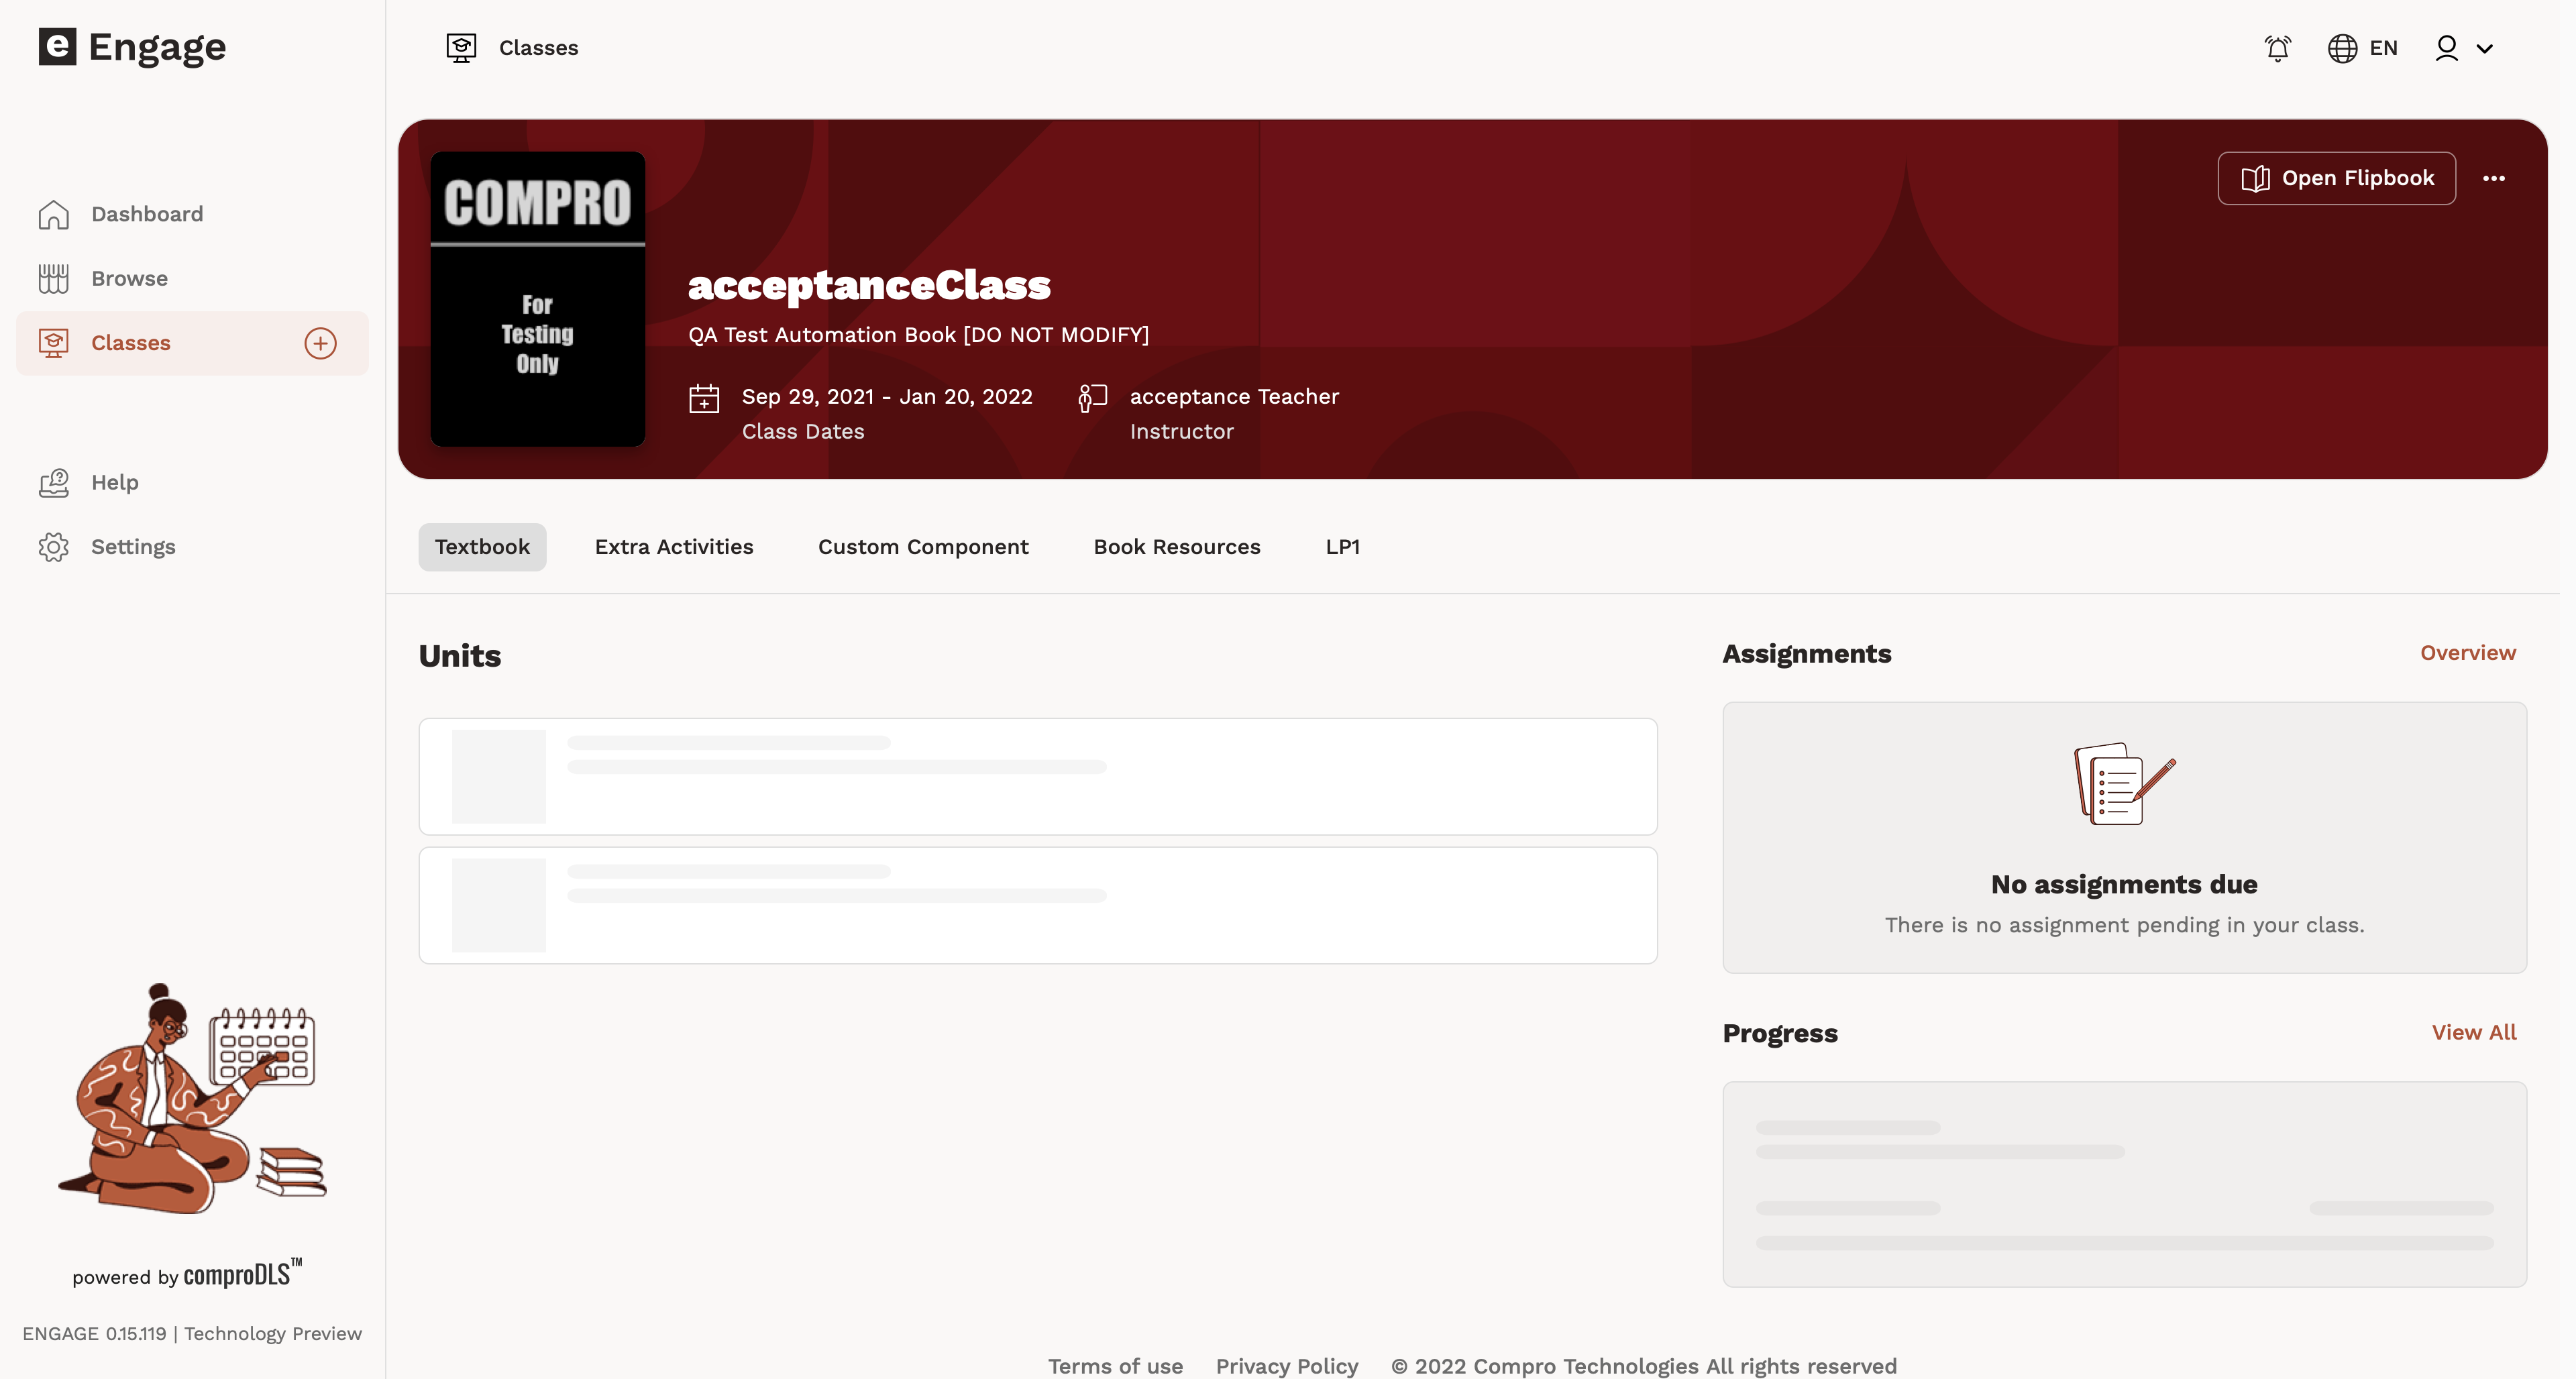 e Engage
Classes
EN
Dashboard
Browse
Classes
Help
Settings
powered by comproDLS™
ENGAGE 0.15.119 | Technology Preview
COMPRO
For
Testing
Only
Open Flipbook
acceptanceClass
QA Test Automation Book [DO NOT MODIFY]
Sep 29, 2021 - Jan 20, 2022
Class Dates
acceptance Teacher
Instructor
Textbook
Extra Activities
Custom Component
Book Resources
LP1
Units
Assignments
Overview
No assignments due
There is no assignment pending in your class.
Progress
View All
Terms of use
Privacy Policy
© 2022 Compro Technologies All rights reserved